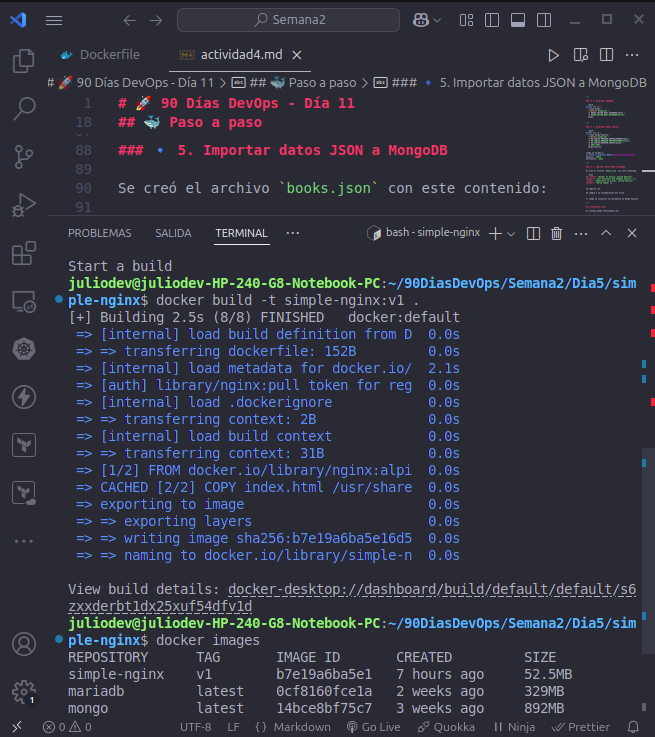 Semana2
Dockerfile
actividad4.md
# 🚀 90 Días DevOps - Día 11 > abc ## 🐳 Paso a paso > abc ### 🔹 5. Importar datos JSON a MongoDB
1 # 🚀 90 Días DevOps - Día 11
18 ## 🐳 Paso a paso
88 ### 🔹 5. Importar datos JSON a MongoDB
89
90 Se creó el archivo `books.json` con este contenido:
91
PROBLEMAS SALIDA TERMINAL ··· bash - simple-nginx
Start a build
juliodev@juliodev-HP-240-G8-Notebook-PC:~/90DiasDevOps/Semana2/Dia5/sim
ple-nginx$ docker build -t simple-nginx:v1 .
[+] Building 2.5s (8/8) FINISHED docker:default
=> [internal] load build definition from D 0.0s
=> => transferring dockerfile: 152B 0.0s
=> [internal] load metadata for docker.io/ 2.1s
=> [auth] library/nginx:pull token for reg 0.0s
=> [internal] load .dockerignore 0.0s
=> => transferring context: 2B 0.0s
=> [internal] load build context 0.0s
=> => transferring context: 31B 0.0s
=> [1/2] FROM docker.io/library/nginx:alpi 0.0s
=> CACHED [2/2] COPY index.html /usr/share 0.0s
=> exporting to image 0.0s
=> => exporting layers 0.0s
=> => writing image sha256:b7e19a6ba5e16d5 0.0s
=> => naming to docker.io/library/simple-n 0.0s
View build details: docker-desktop://dashboard/build/default/default/s6
zxxderbt1dx25xuf54dfv1d
juliodev@juliodev-HP-240-G8-Notebook-PC:~/90DiasDevOps/Semana2/Dia5/sim
ple-nginx$ docker images
REPOSITORY TAG IMAGE ID CREATED SIZE
simple-nginx v1 b7e19a6ba5e1 7 hours ago 52.5MB
mariadb latest 0cf8160fce1a 2 weeks ago 329MB
mongo latest 14bce8bf75c7 3 weeks ago 892MB
1
0 0 UTF-8 LF {} Markdown Go Live Quokka Ninja Prettier